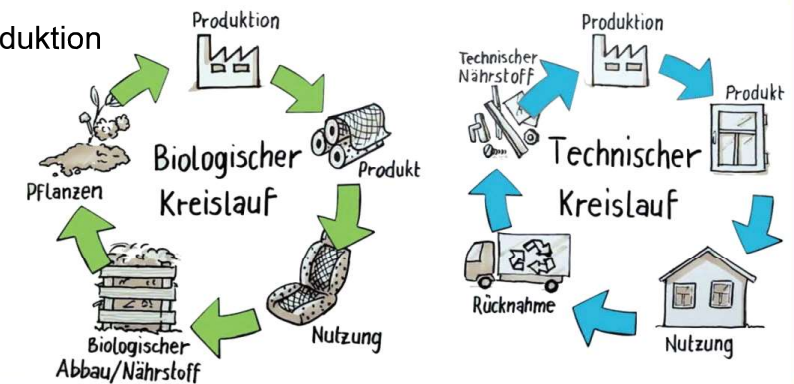 duktion
Produktion
Produkt
Nutzung
Biologischer
Abbau/Nährstoff
Pflanzen
Biologischer
Kreislauf
Produktion
Produkt
Nutzung
Rücknahme
Technischer
Nährstoff
Technischer
Kreislauf